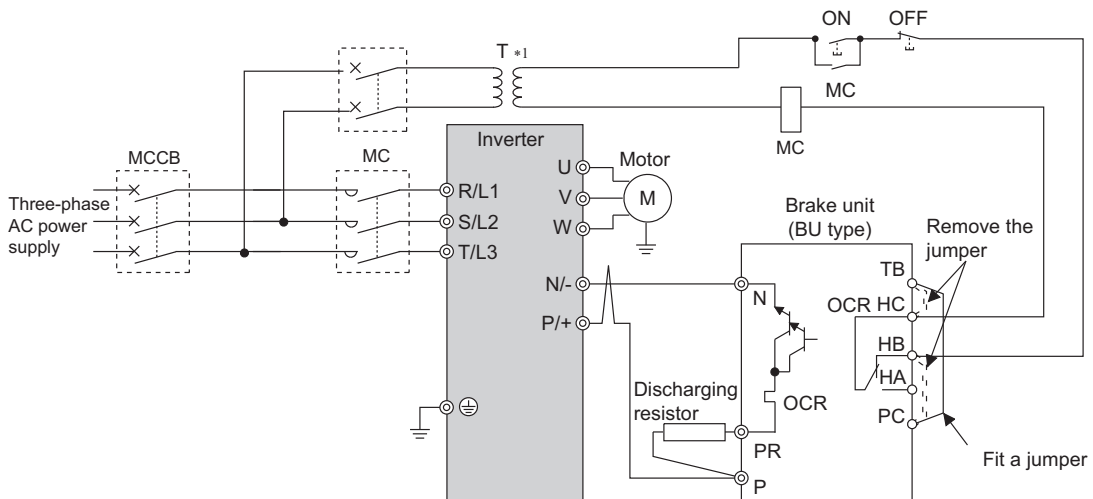 ON
OFF
T *1
MC
MC
MCCB
MC
Inverter
Three-phase
AC power
supply
R/L1
S/L2
T/L3
U
V
W
Motor
M
N/-
P/+
Brake unit
(BU type)
Remove the
jumper
TB
OCR
HC
HB
HA
PC
N
OCR
Discharging
resistor
PR
P
Fit a jumper